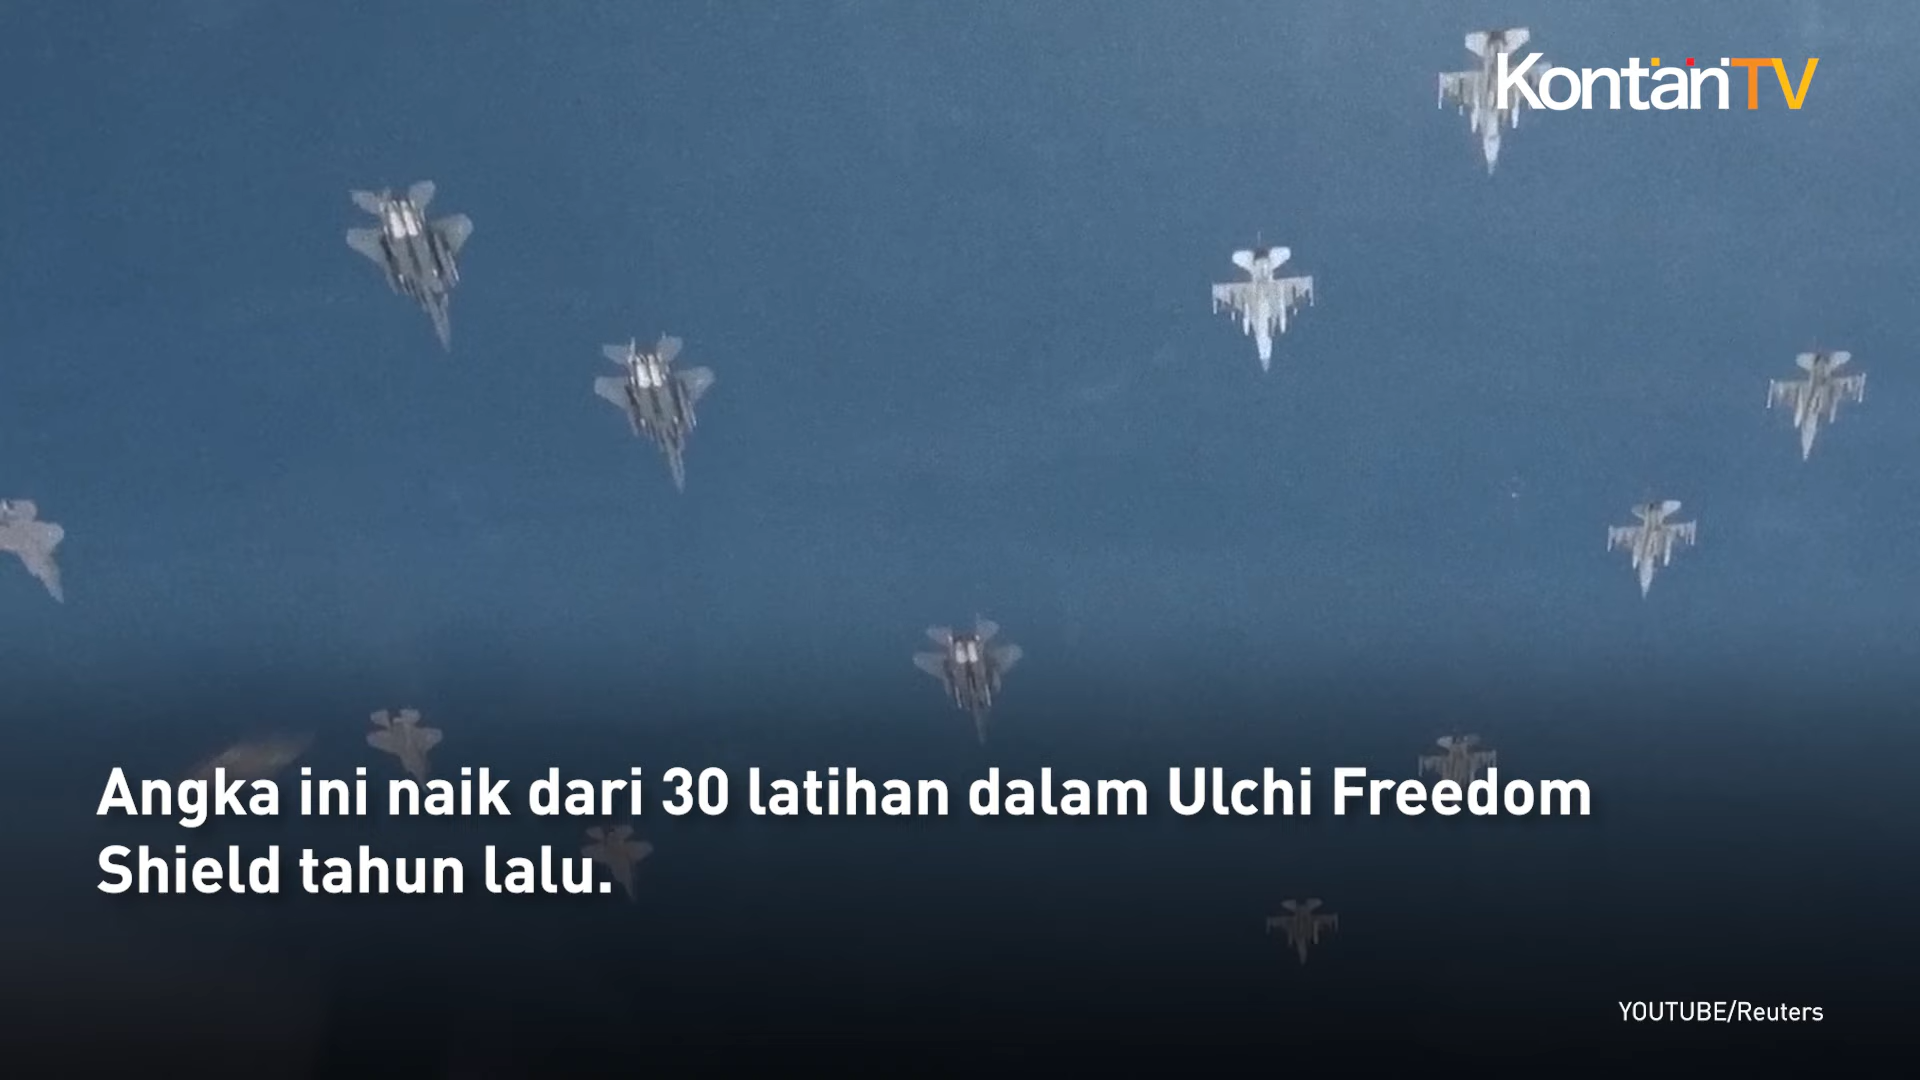 KontanTV
Angka ini naik dari 30 latihan dalam Ulchi Freedom
Shield tahun lalu.
YOUTUBE/Reuters